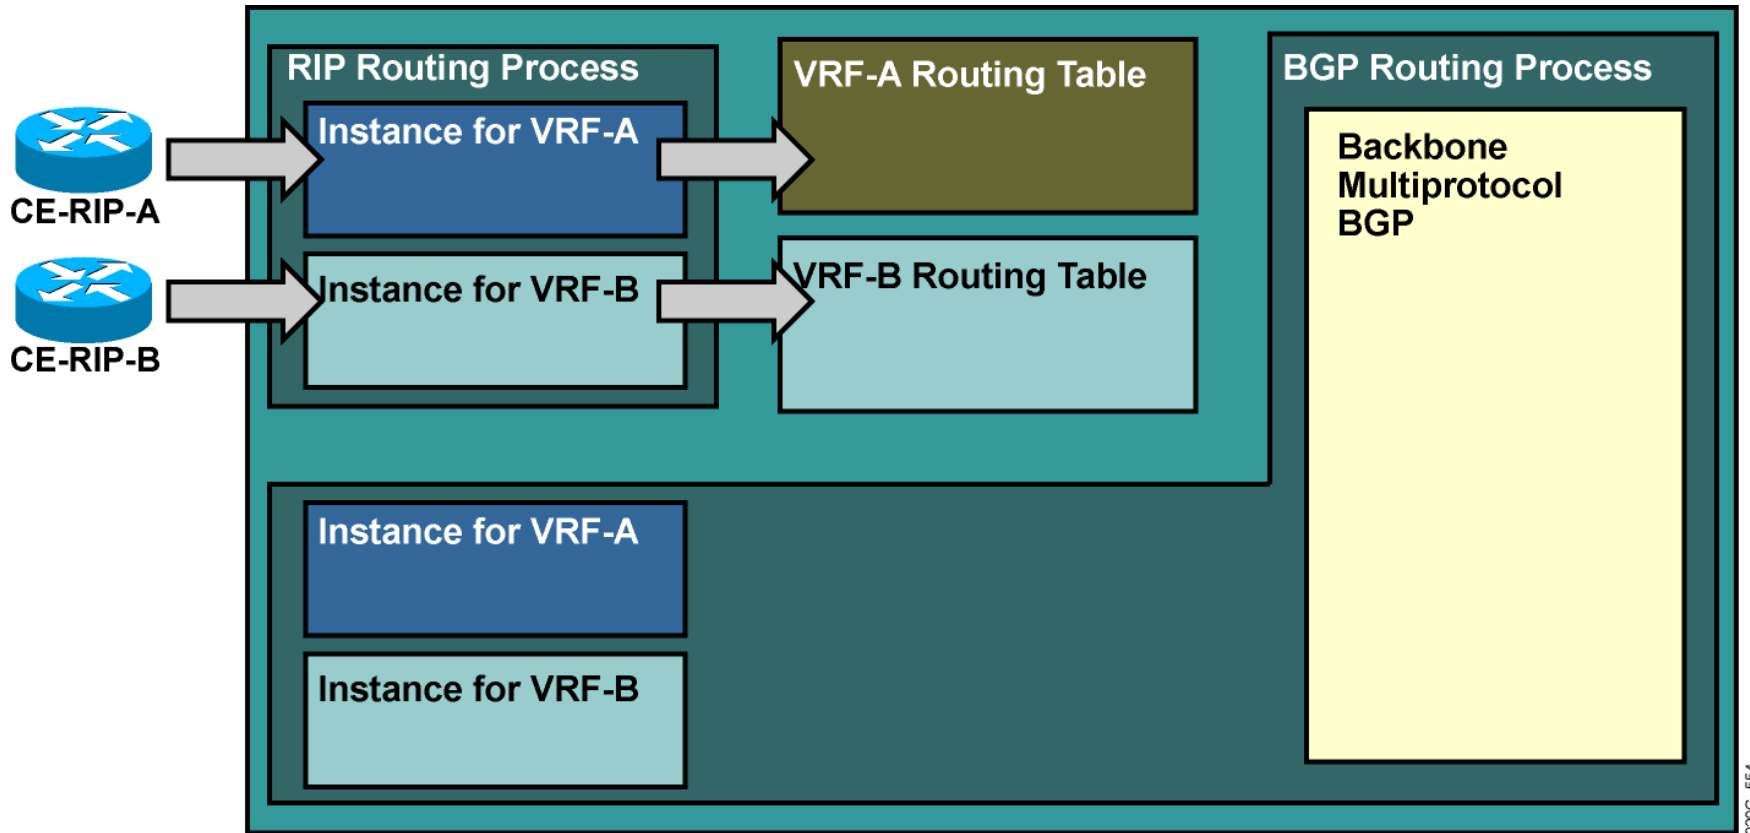 RIP Routing Process
Instance for VRF-A
CE-RIP-A
Instance for VRF-B
CE-RIP-B
VRF-A Routing Table
VRF-B Routing Table
BGP Routing Process
Backbone
Multiprotocol
BGP
Instance for VRF-A
Instance for VRF-B